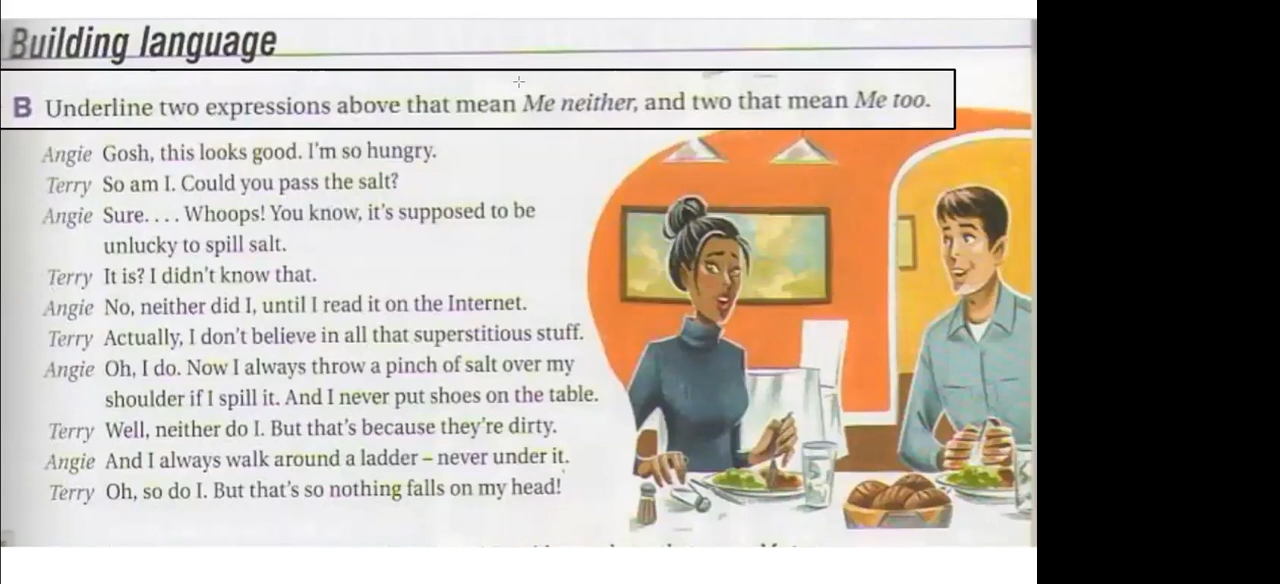 Building language
B Underline two expressions above that mean Me neither, and two that mean Me too.
Angie Gosh, this looks good. I'm so hungry.
Terry So am I. Could you pass the salt?
Angie Sure. . . . Whoops! You know, it's supposed to be
unlucky to spill salt.
Terry It is? I didn't know that.
Angie No, neither did I, until I read it on the Internet.
Terry Actually, I don't believe in all that superstitious stuff.
Angie Oh, I do. Now I always throw a pinch of salt over my
shoulder if I spill it. And I never put shoes on the table.
Terry Well, neither do I. But that's because they're dirty.
Angie And I always walk around a ladder – never under it.
Terry Oh, so do I. But that's so nothing falls on my head!